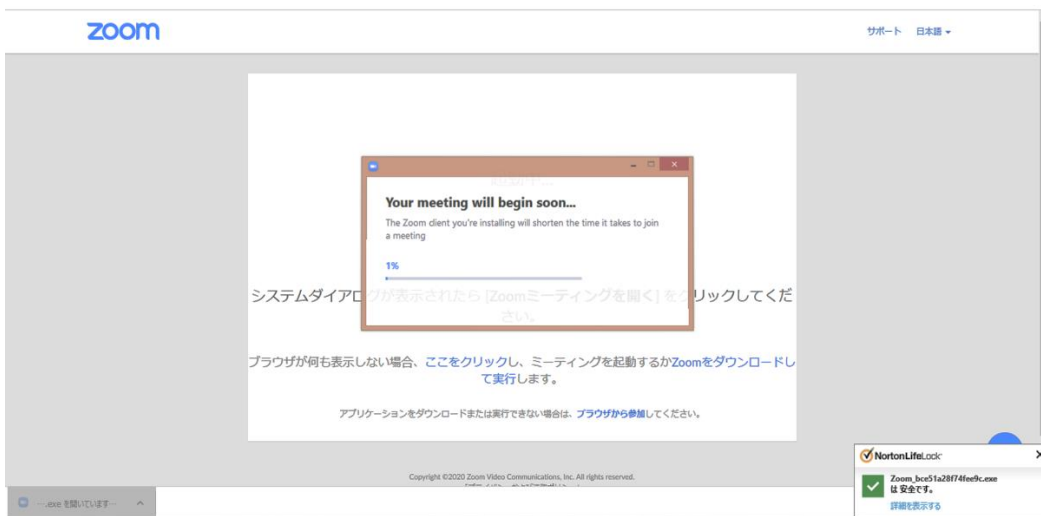 zoom
サポート 日本語
Your meeting will begin soon...
The Zoom client you're installing will shorten the time it takes to join
a meeting
1%
システムダイアログが表示されたら [Zoomミーティングを開く] をクリックしてくだ
さい。
ブラウザが何も表示しない場合、ここをクリックし、ミーティングを起動するかZoomをダウンロードし
て実行します。
アプリケーションをダウンロードまたは実行できない場合は、ブラウザから参加してください。
Copyright ©2020 Zoom Video Communications, Inc. All rights reserved.
NortonLifeLock
Zoom_bce51a28f74fee9c.exe
は 安全です。
詳細を表示する
....exe を開いています...